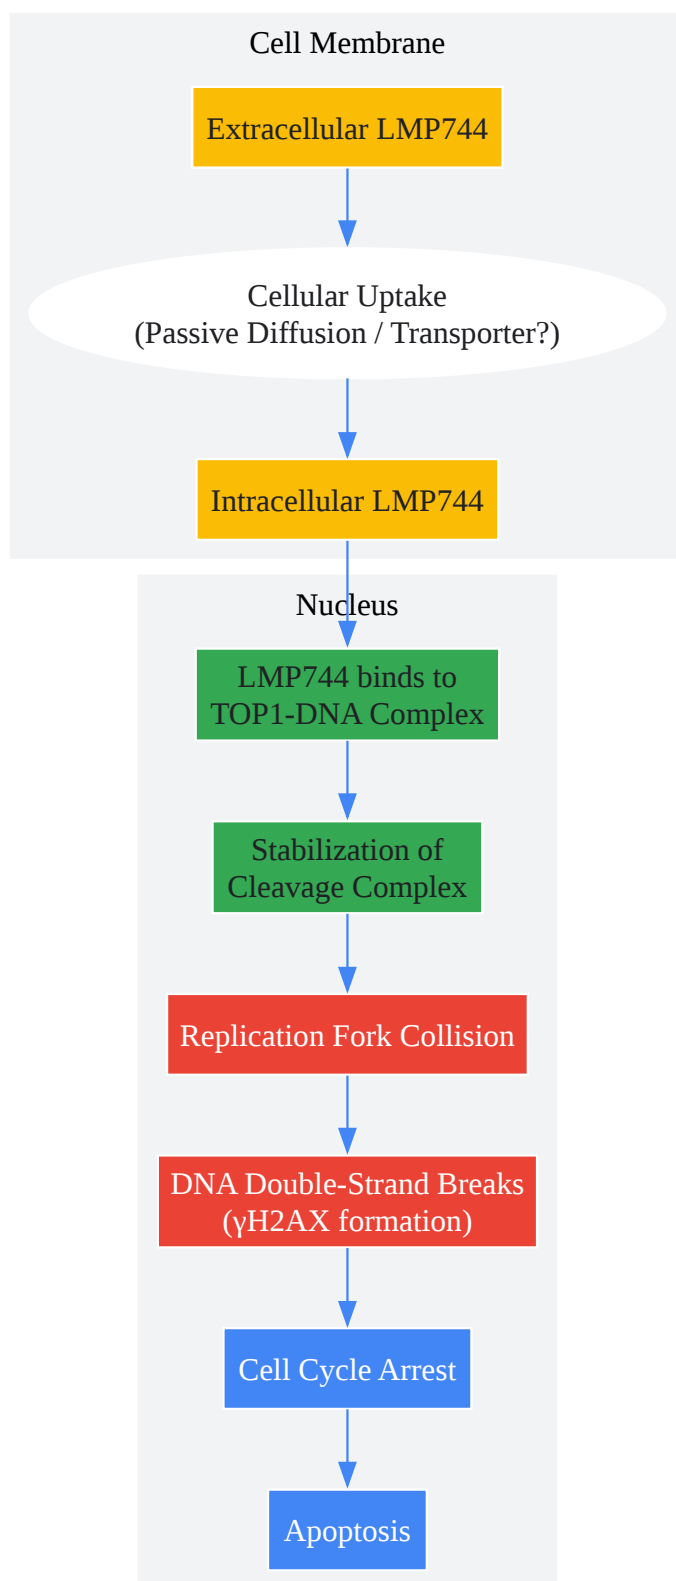 Cell Membrane
Extracellular LMP744
Cellular Uptake
(Passive Diffusion / Transporter?)
Intracellular LMP744
Nucleus
LMP744 binds to
TOP1-DNA Complex
Stabilization of
Cleavage Complex
Replication Fork Collision
DNA Double-Strand Breaks
(γH2AX formation)
Cell Cycle Arrest
Apoptosis